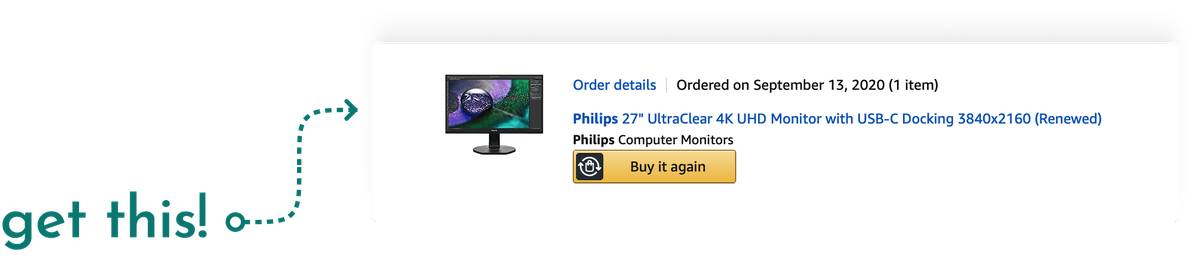 Order details | Ordered on September 13, 2020 (1 item)
Philips 27" UltraClear 4K UHD Monitor with USB-C Docking 3840x2160 (Renewed)
Philips Computer Monitors
Buy it again
get this!